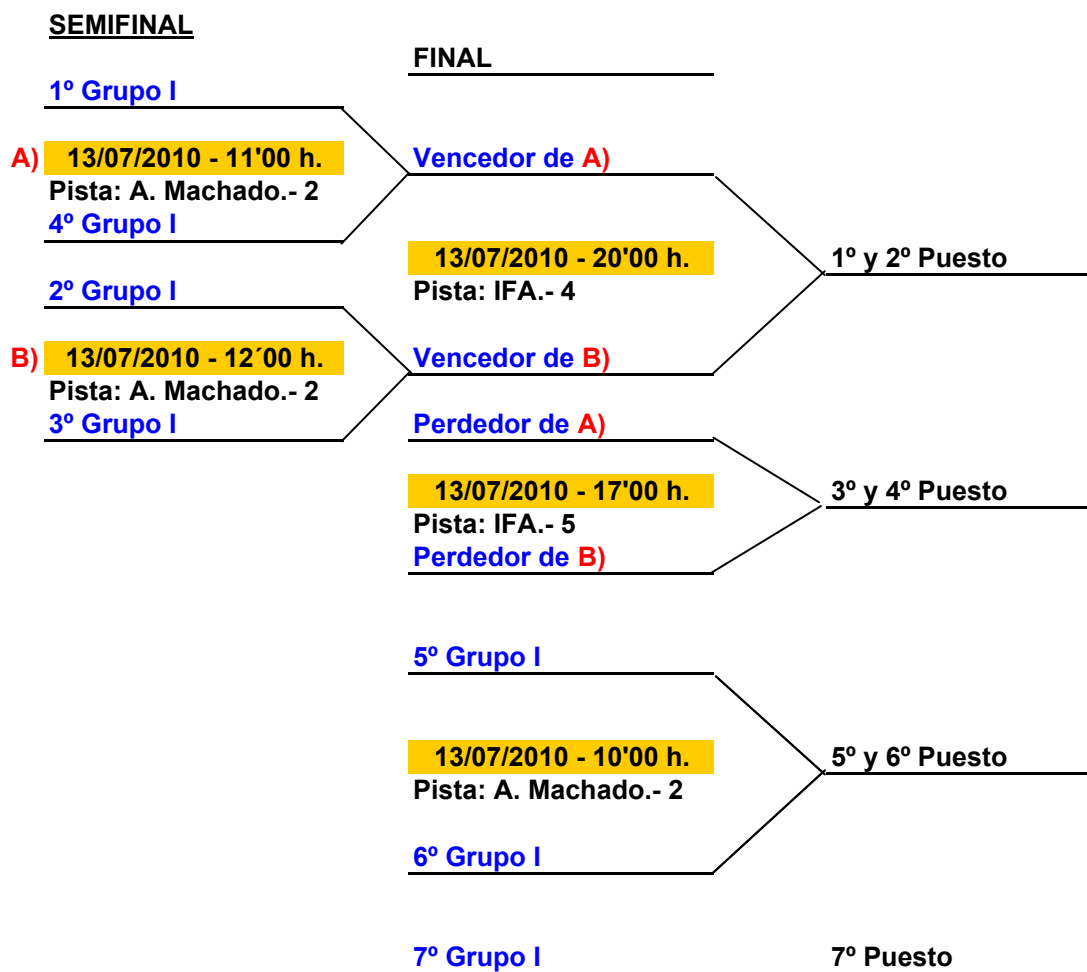 SEMIFINAL
FINAL
1º Grupo I
A) 13/07/2010 - 11'00 h.
Pista: A. Machado.- 2
4º Grupo I
Vencedor de A)
13/07/2010 - 20'00 h.
Pista: IFA.- 4
1º y 2º Puesto
2º Grupo I
B) 13/07/2010 - 12´00 h.
Pista: A. Machado.- 2
3º Grupo I
Vencedor de B)
Perdedor de A)
13/07/2010 - 17'00 h.
Pista: IFA.- 5
Perdedor de B)
3º y 4º Puesto
5º Grupo I
13/07/2010 - 10'00 h.
Pista: A. Machado.- 2
6º Grupo I
5º y 6º Puesto
7º Grupo I
7º Puesto